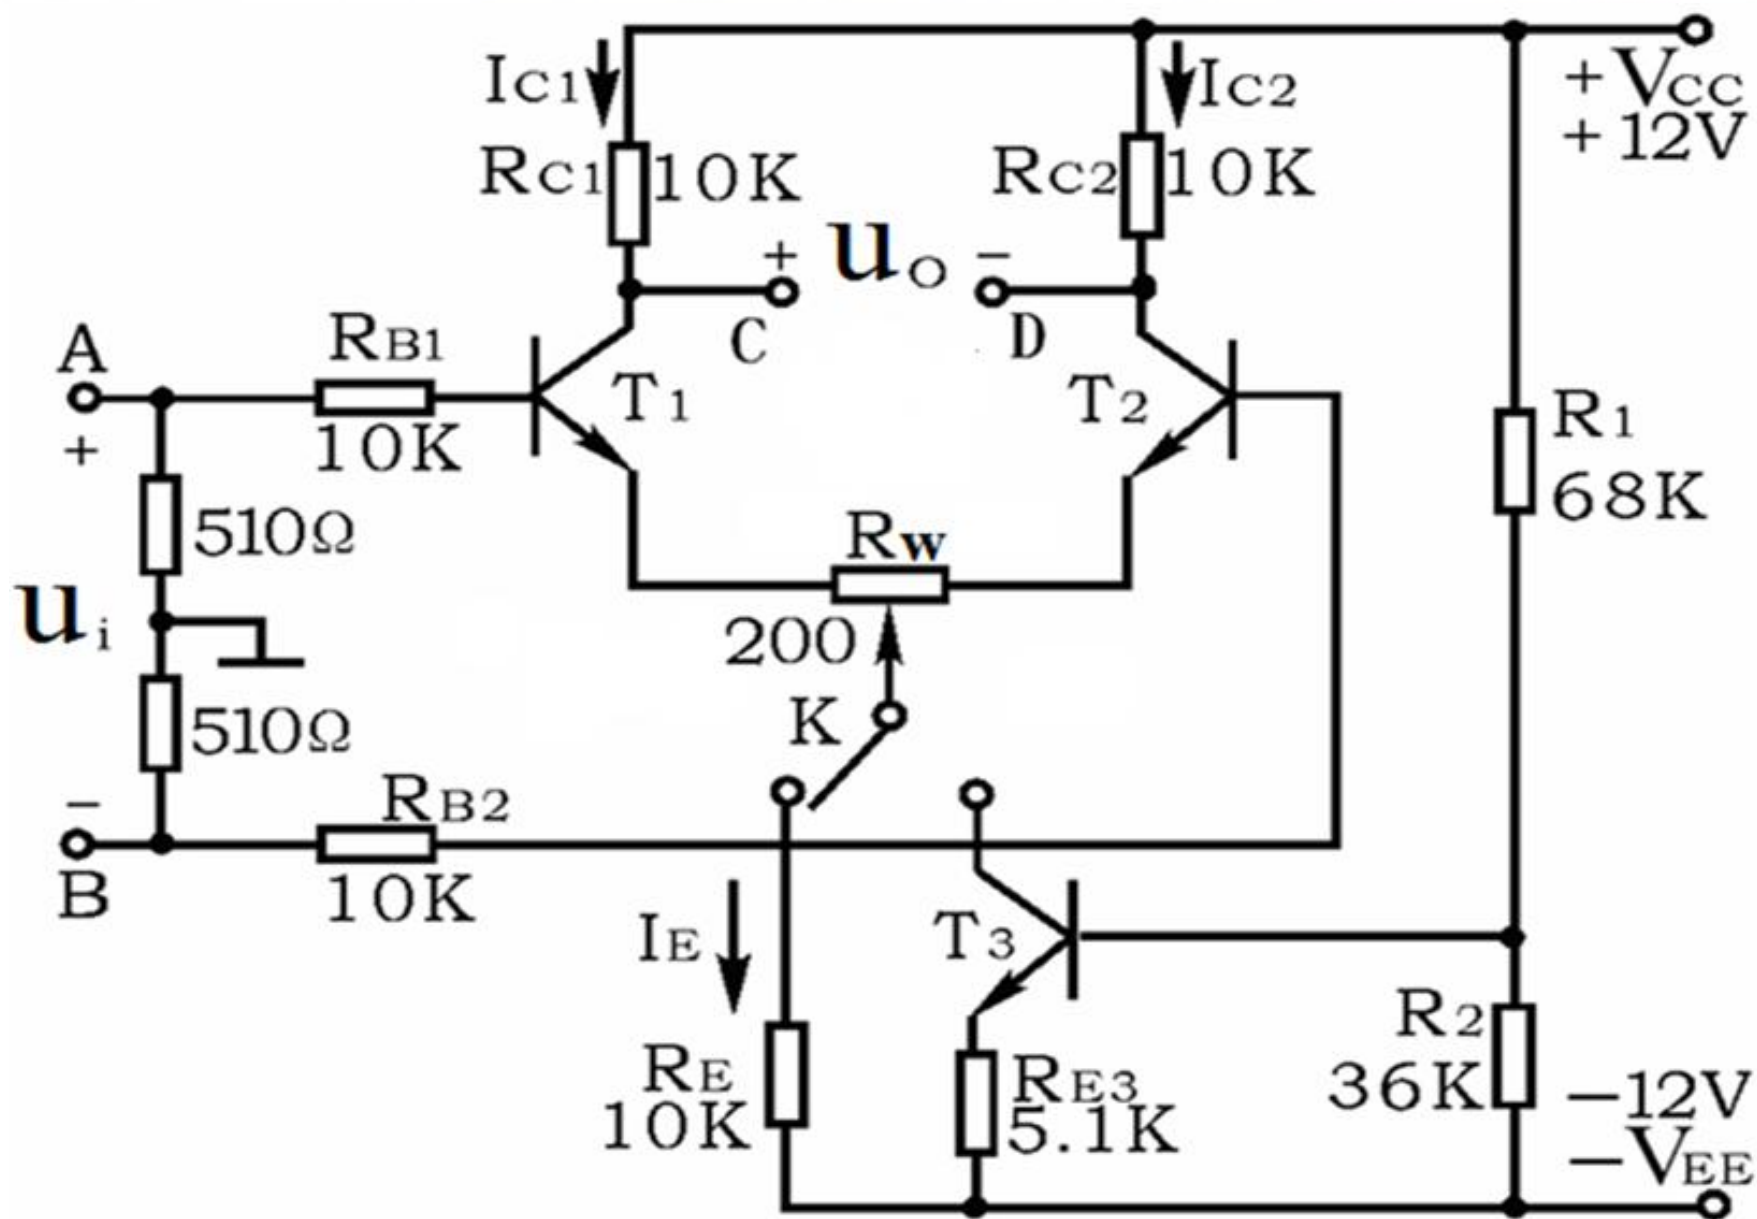 IC1
IC2
+VCC
+12V
RC1
10K
RC2
10K
+
uo
−
C
D
A
RB1
T1
T2
R1
+
10K
68K
510Ω
Rw
ui
200
K
510Ω
−
RB2
B
10K
IE
T3
R2
RE
RE3
36K
−12V
10K
5.1K
−VEE